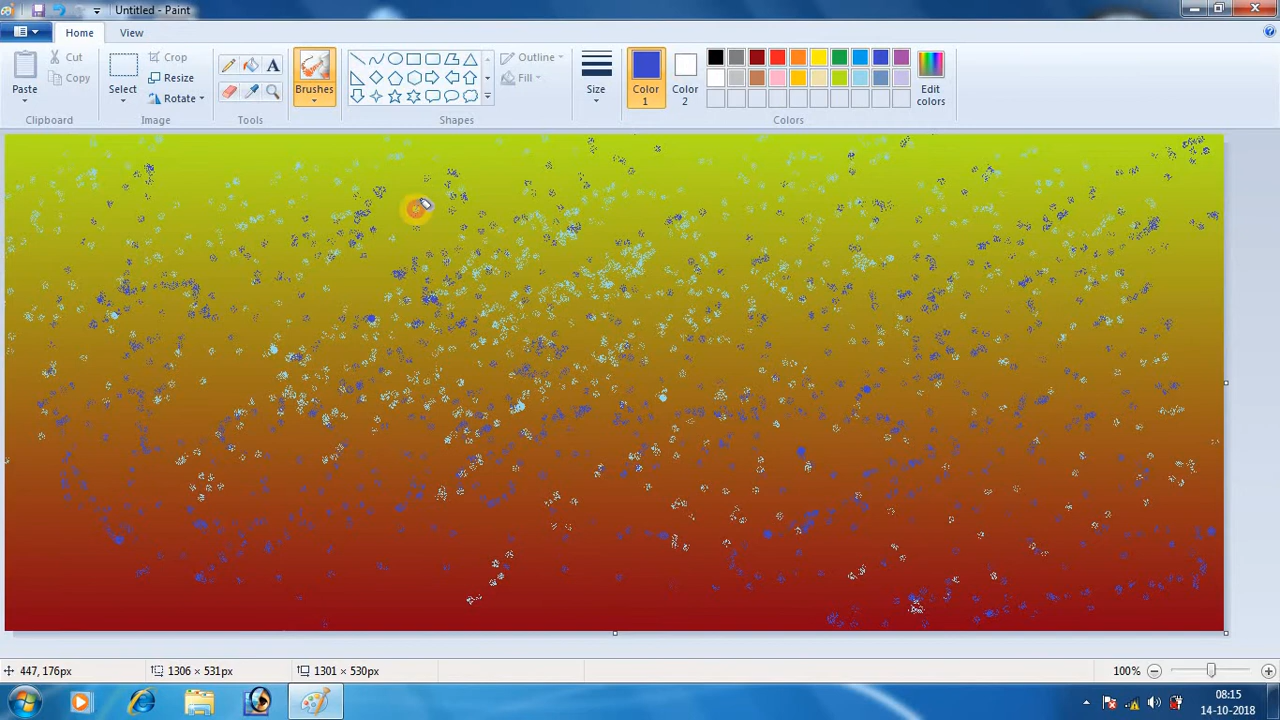 Untitled - Paint
Home View
Paste
Cut
Copy
Clipboard
Select
Crop
Resize
Rotate
Image
A
Tools
Brushes
Outline
Fill
Shapes
Size
Color 1
Color 2
Edit colors
Colors
447, 176px 1306 × 531px 1301 × 530px 100%
08:15
14-10-2018